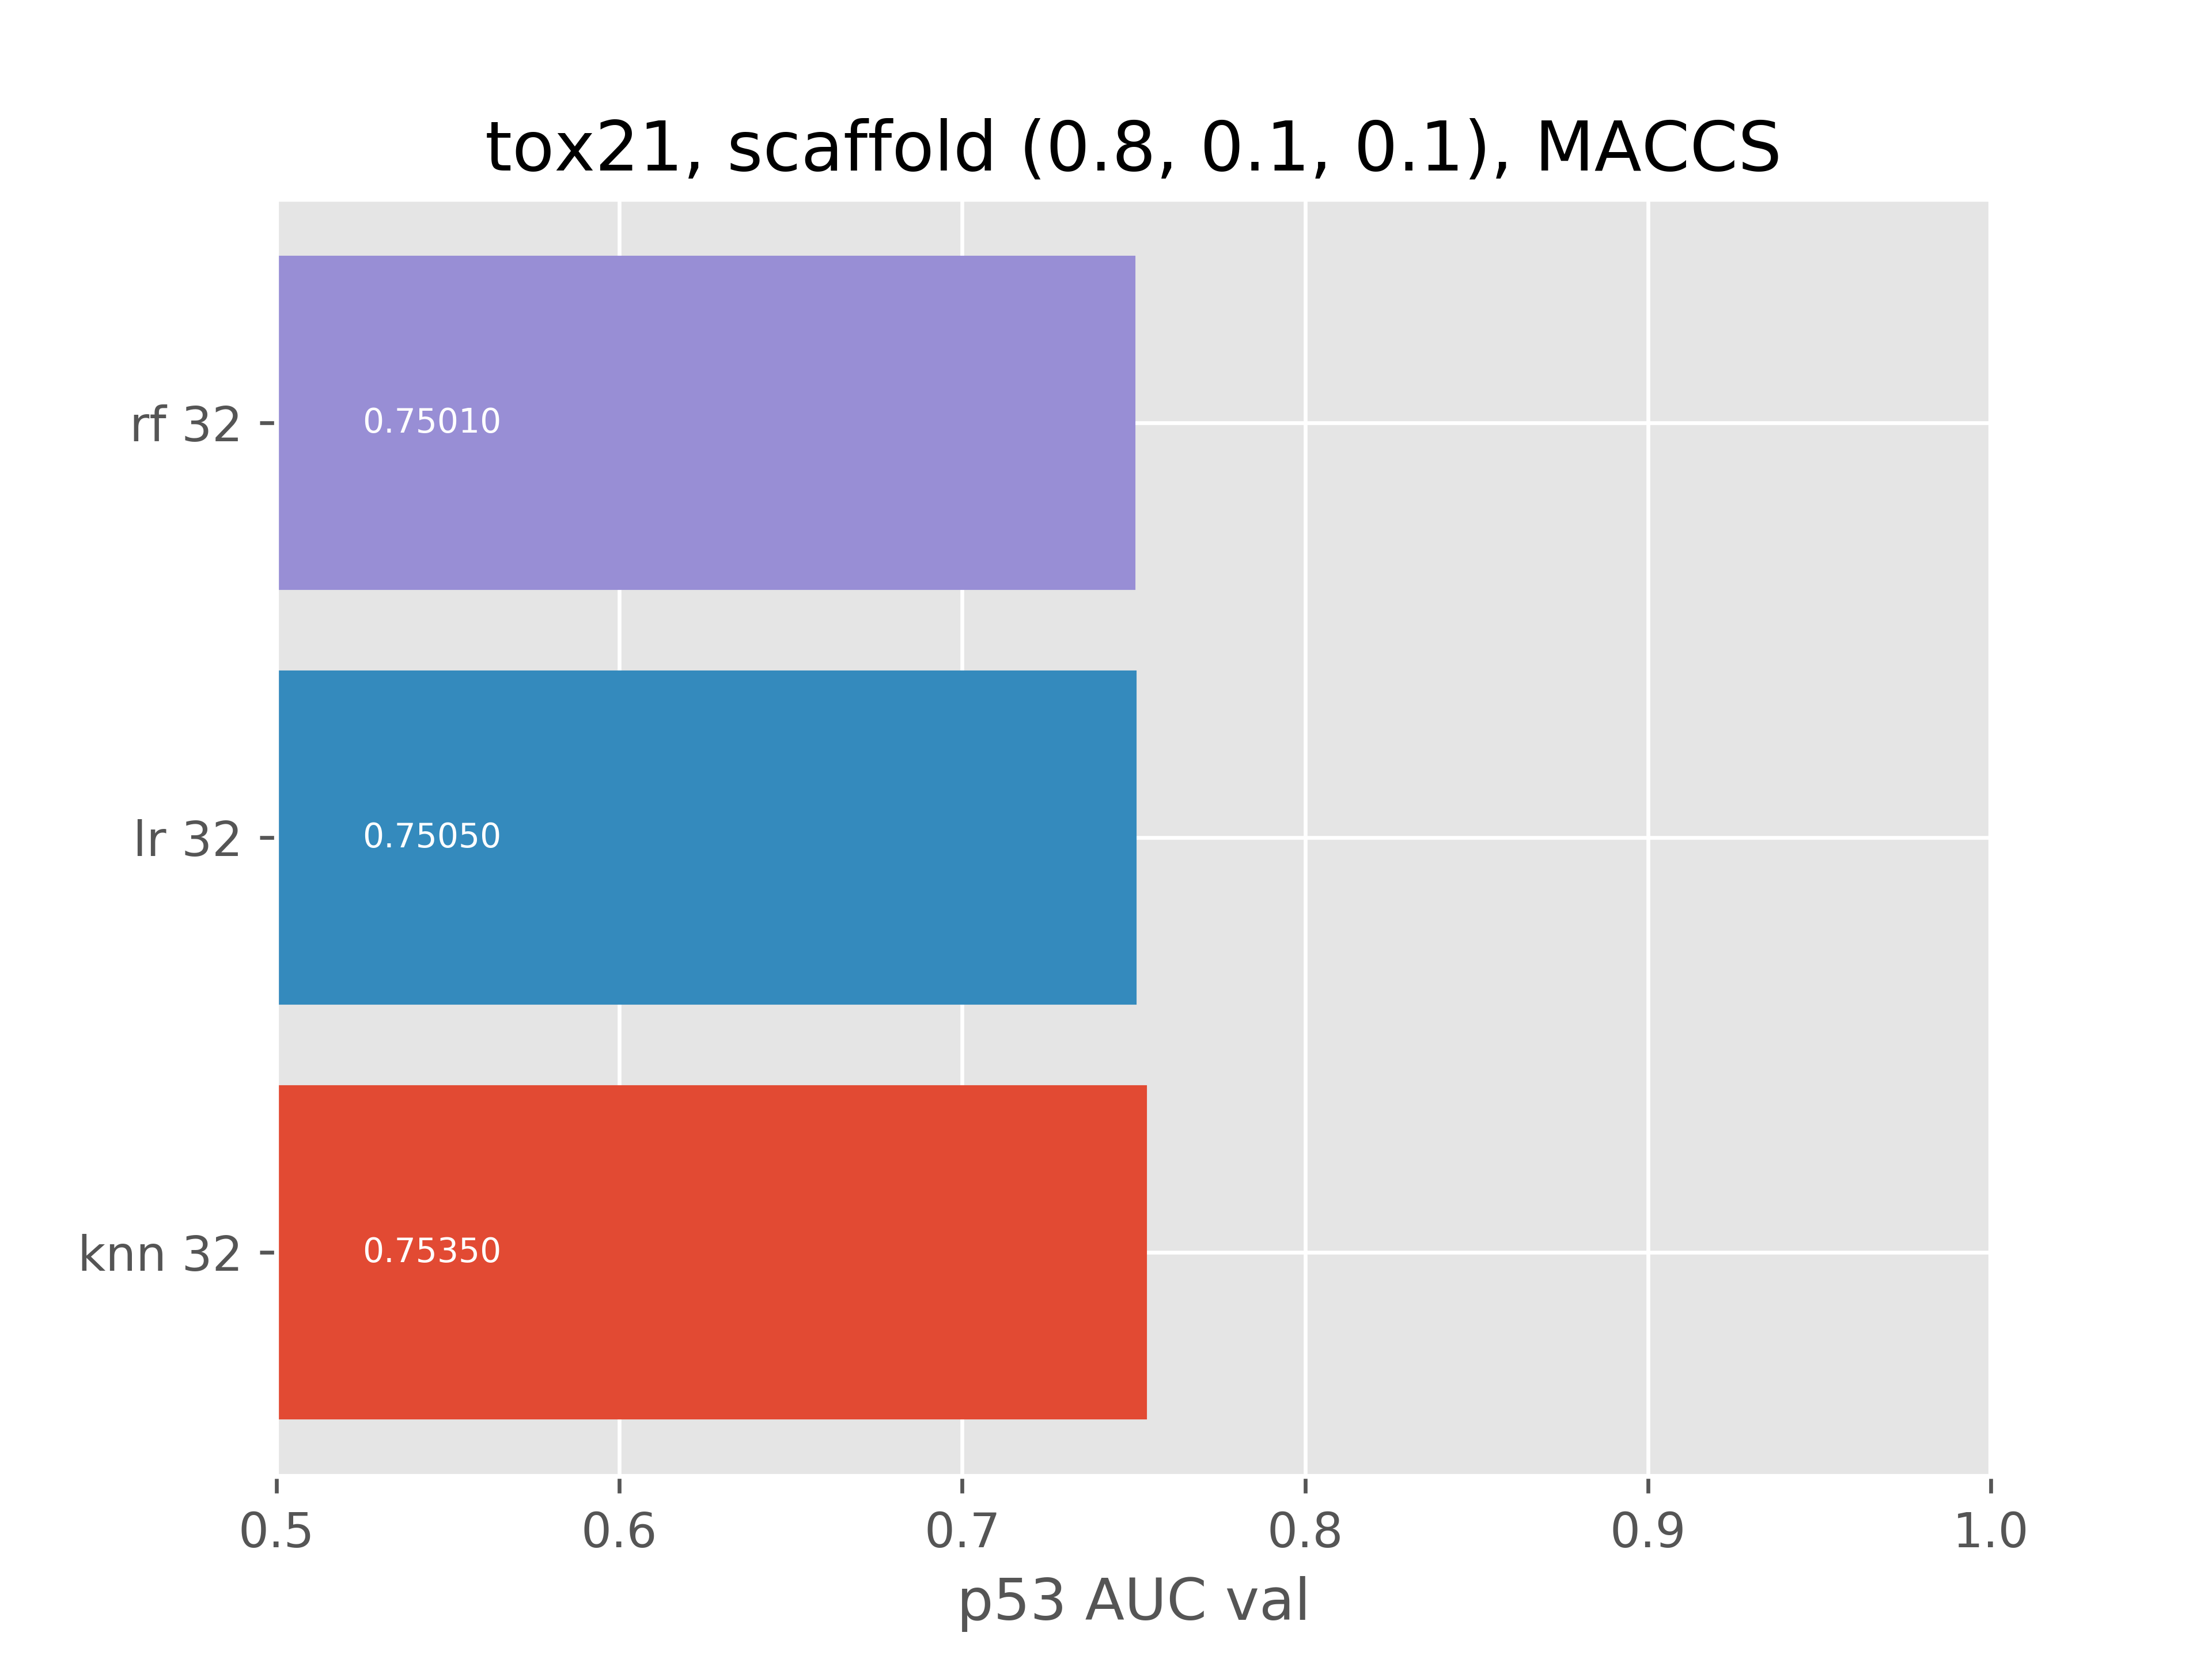 tox21, scaffold (0.8, 0.1, 0.1), MACCS
rf 32
0.75010
lr 32
0.75050
knn 32
0.75350
0.5 0.6 0.7 0.8 0.9 1.0
p53 AUC val